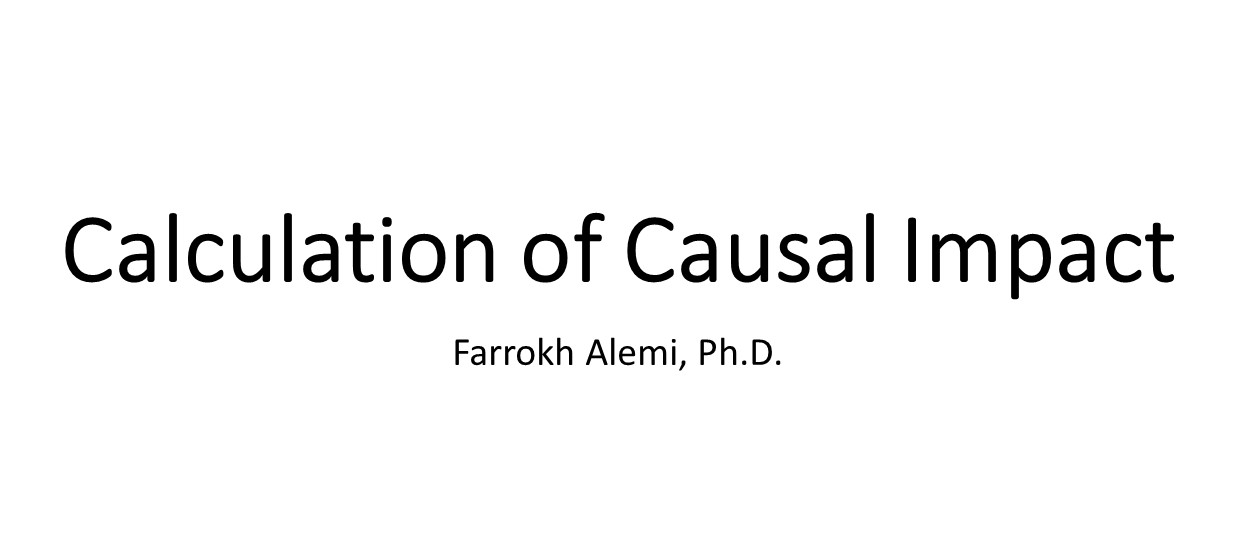 Calculation of Causal Impact
Farrokh Alemi, Ph.D.